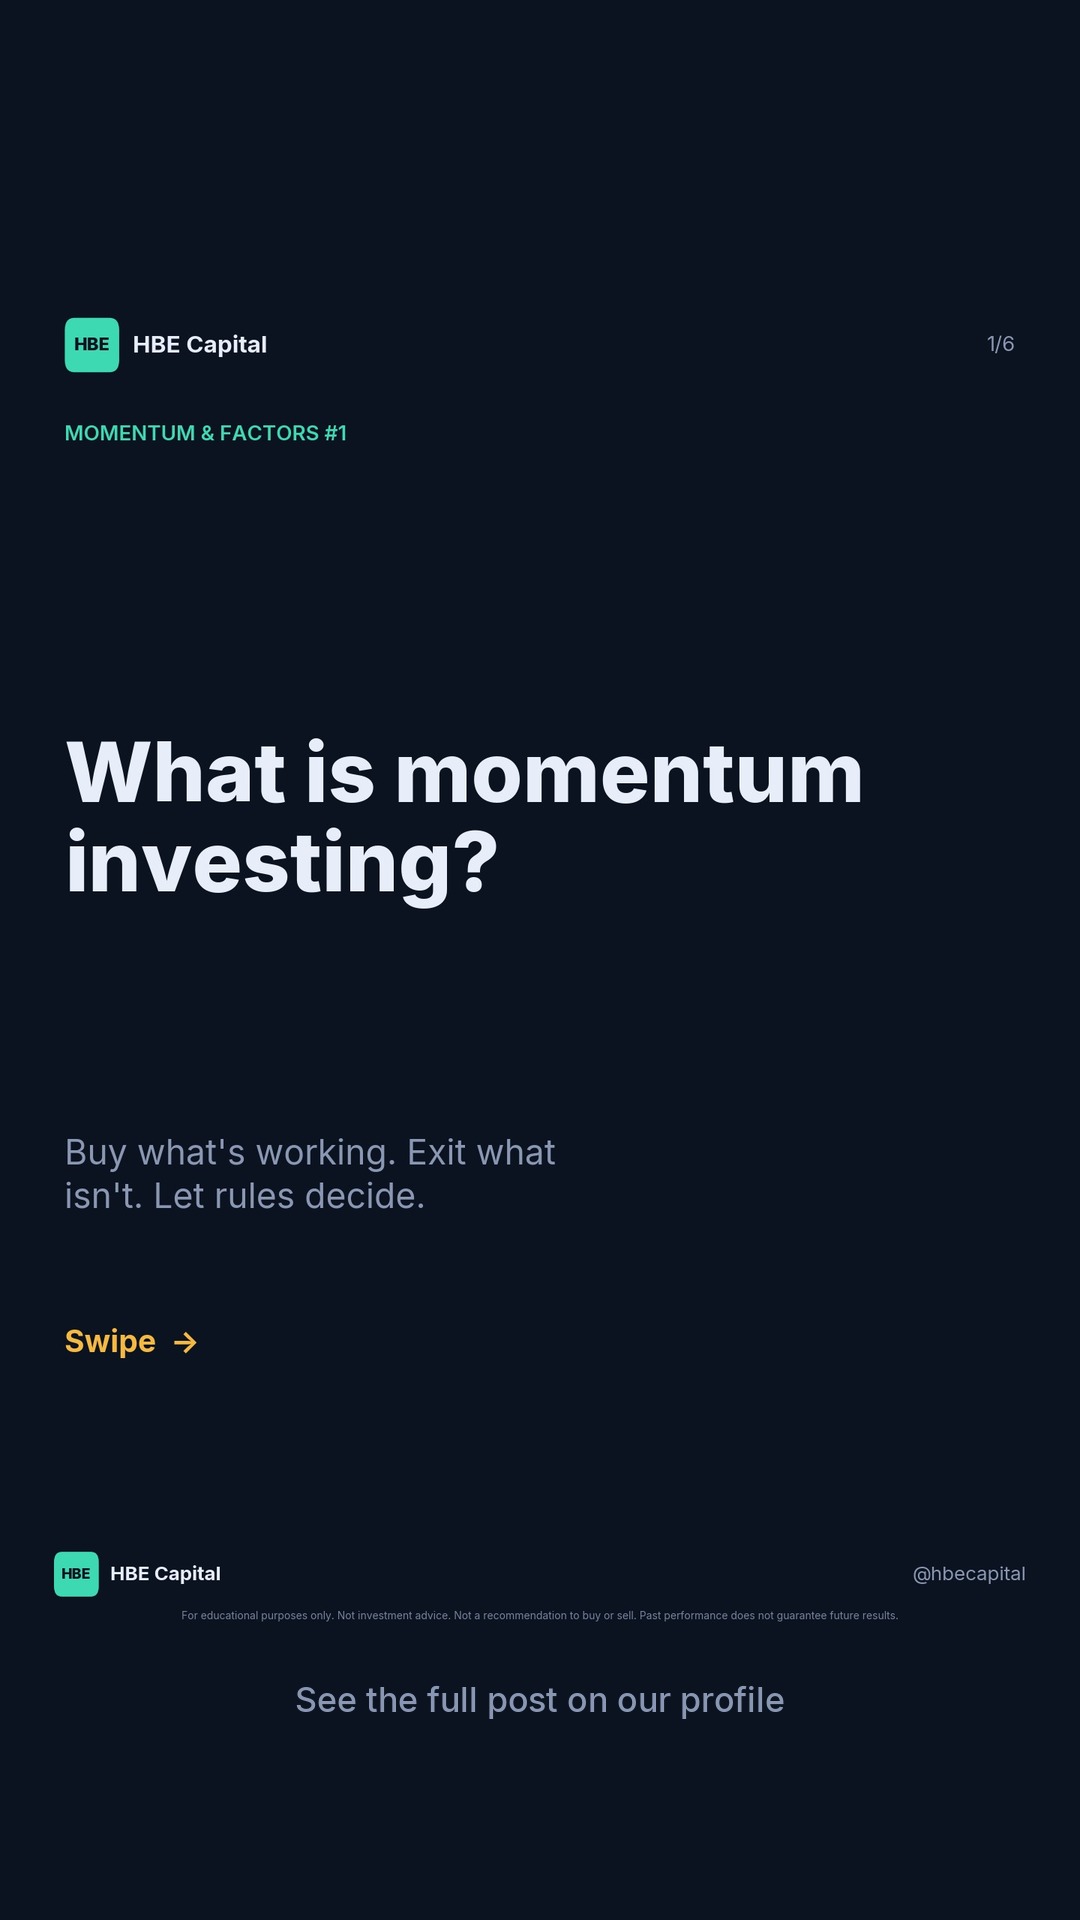 HBE HBE Capital 1/6
MOMENTUM & FACTORS #1
What is momentum
investing?
Buy what's working. Exit what
isn't. Let rules decide.
Swipe →
HBE HBE Capital @hbecapital
For educational purposes only. Not investment advice. Not a recommendation to buy or sell. Past performance does not guarantee future results.
See the full post on our profile